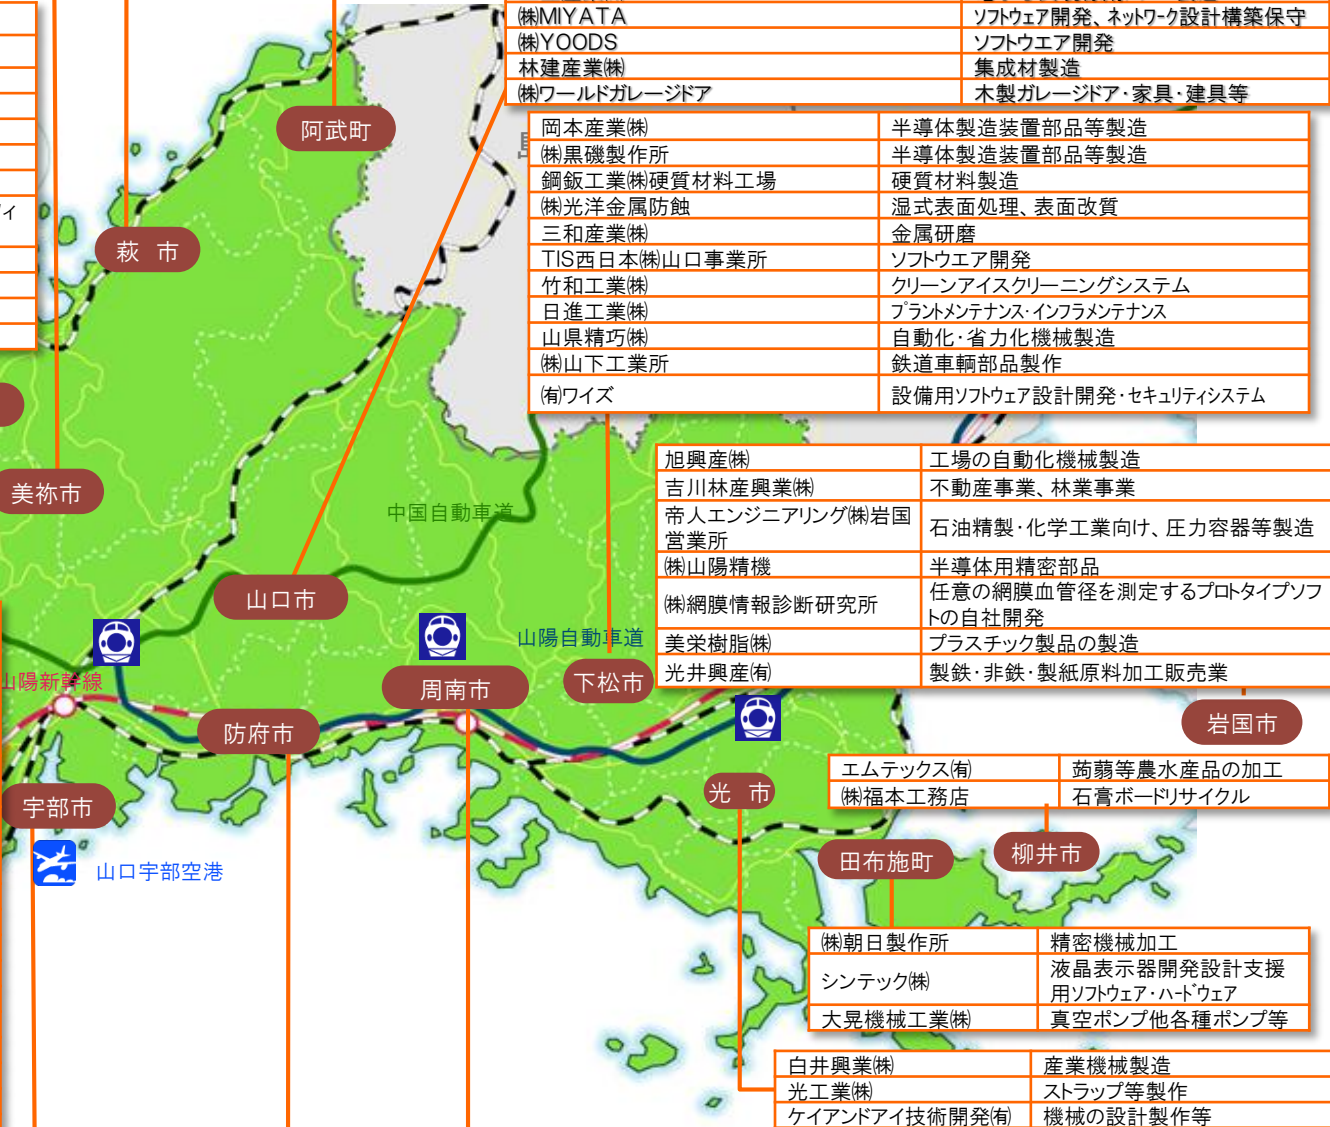 ㈱MIYATA ソフトウェア開発、ネットワーク設計構築保守
㈱YOODS ソフトウエア開発
林建産業㈱ 集成材製造
㈱ワールドガレージドア 木製ガレージドア・家具・建具等
阿武町
岡本産業㈱ 半導体製造装置部品等製造
㈱黒磯製作所 半導体製造装置部品等製造
鋼鈑工業㈱硬質材料工場 硬質材料製造
㈱光洋金属防蝕 湿式表面処理、表面改質
三和産業㈱ 金属研磨
TIS西日本㈱山口事業所 ソフトウエア開発
竹和工業㈱ クリーンアイスクリーニングシステム
日進工業㈱ プラントメンテナンス・インフラメンテナンス
山県精巧㈱ 自動化・省力化機械製造
㈱山下工業所 鉄道車輌部品製作
㈲ワイズ 設備用ソフトウェア設計開発・セキュリティシステム
萩 市
美祢市
中国自動車道
旭興産㈱ 工場の自動化機械製造
吉川林産興業㈱ 不動産事業、林業事業
帝人エンジニアリング㈱岩国
営業所
石油精製・化学工業向け、圧力容器等製造
㈱山陽精機 半導体用精密部品
㈱網膜情報診断研究所
任意の網膜血管径を測定するプロトタイプソフ
トの自社開発
美栄樹脂㈱ プラスチック製品の製造
光井興産㈲ 製鉄・非鉄・製紙原料加工販売業
山口市
山陽自動車道
山陽新幹線
周南市
下松市
防府市
岩国市
宇部市
光 市
エムテックス㈲ 蒟蒻等農水産品の加工
㈱福本工務店 石膏ボードリサイクル
山口宇部空港
田布施町
柳井市
㈱朝日製作所 精密機械加工
シンテック㈱
液晶表示器開発設計支援
用ソフトウェア・ハードウェア
大晃機械工業㈱ 真空ポンプ他各種ポンプ等
白井興業㈱ 産業機械製造
光工業㈱ ストラップ等製作
ケイアンドアイ技術開発㈲ 機械の設計製作等